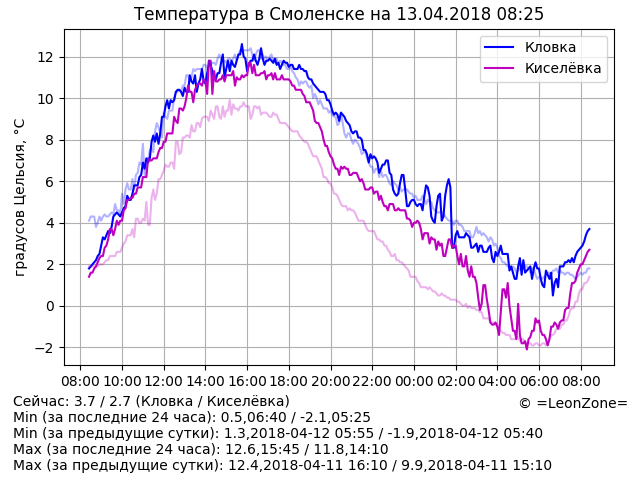 Температура в Смоленске на 13.04.2018 08:25
градусов Цельсия, °C
12
10
8
6
4
2
0
−2
Кловка
Киселёвка
08:00 10:00 12:00 14:00 16:00 18:00 20:00 22:00 00:00 02:00 04:00 06:00 08:00
Сейчас: 3.7 / 2.7 (Кловка / Киселёвка)
© =LeonZone=
Min (за последние 24 часа): 0.5,06:40 / -2.1,05:25
Min (за предыдущие сутки): 1.3,2018-04-12 05:55 / -1.9,2018-04-12 05:40
Max (за последние 24 часа): 12.6,15:45 / 11.8,14:10
Max (за предыдущие сутки): 12.4,2018-04-11 16:10 / 9.9,2018-04-11 15:10